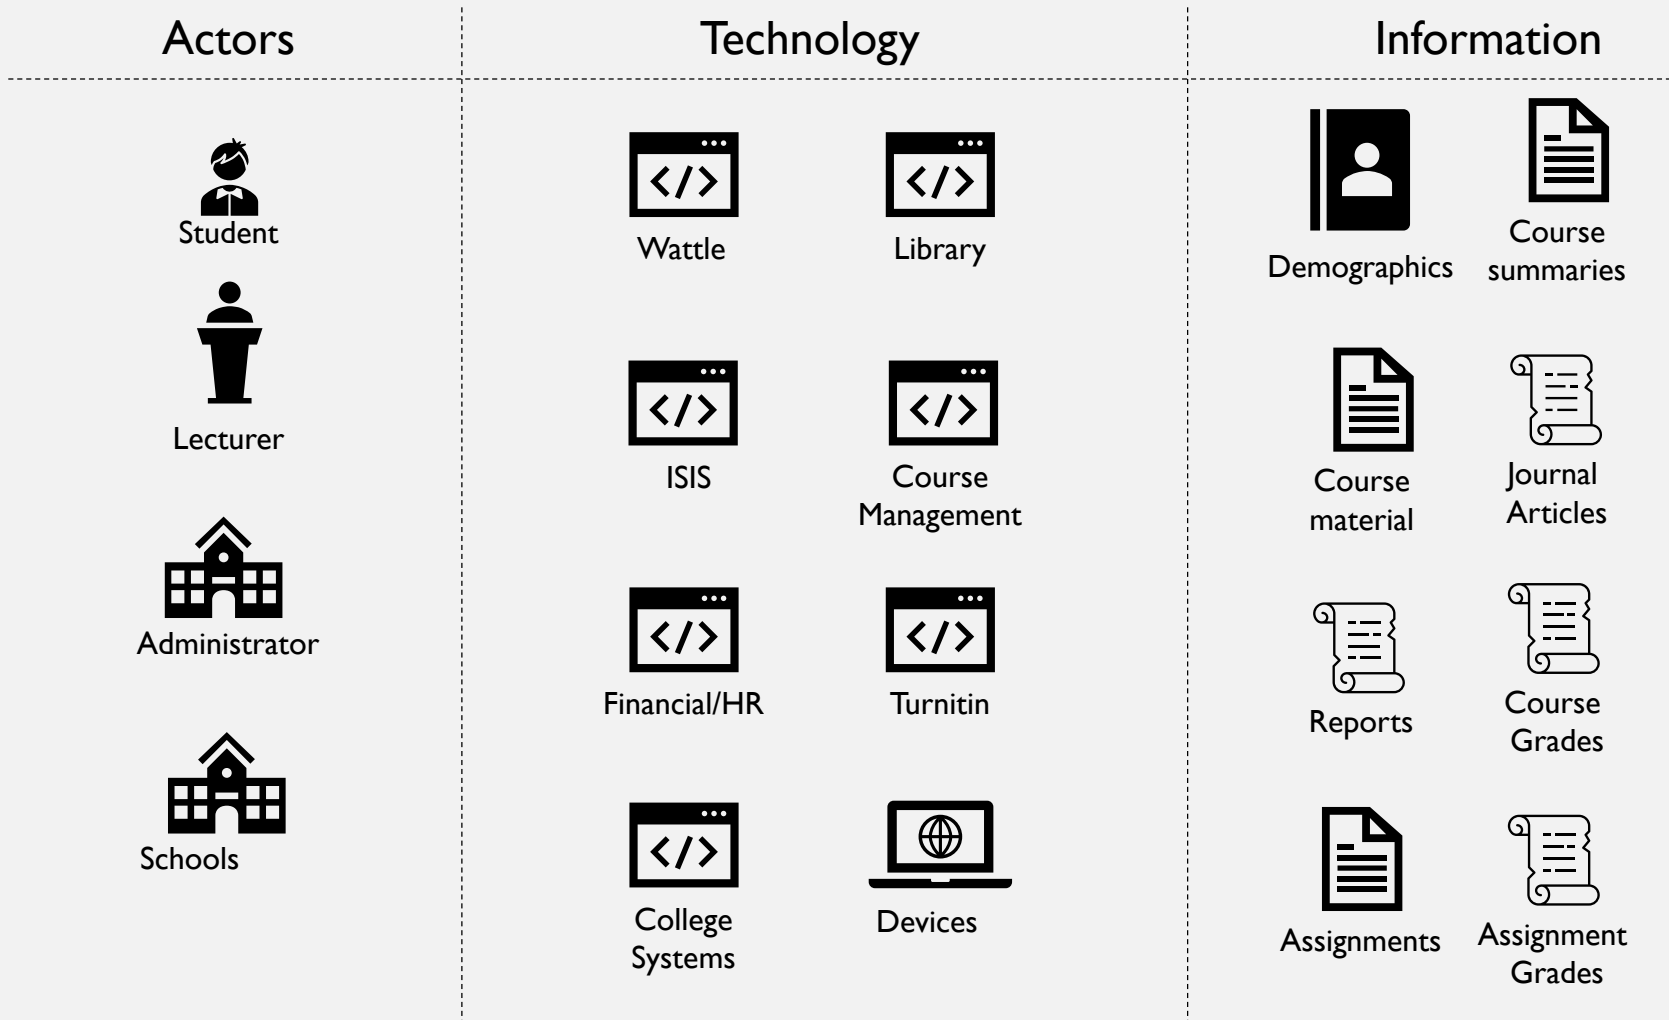 Actors
Technology
Information
Student
Lecturer
Administrator
Schools
Wattle
Library
ISIS
Course
Management
Financial/HR
Turnitin
College
Systems
Devices
Demographics
Course
summaries
Course
material
Journal
Articles
Reports
Course
Grades
Assignments
Assignment
Grades